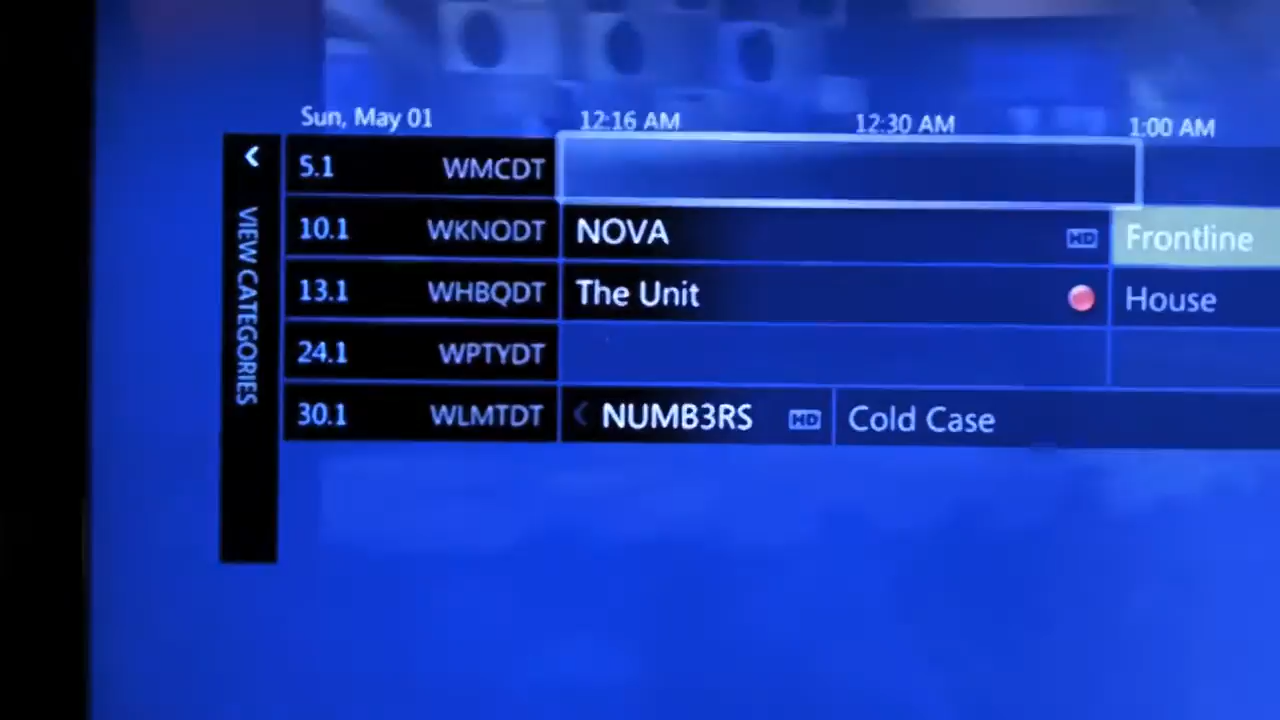 Sun, May 01 12:16 AM 12:30 AM 1:00 AM
VIEW CATEGORIES
5.1 WMCDT
10.1 WKNODT NOVA HD Frontline
13.1 WHBQDT The Unit House
24.1 WPTYDT
30.1 WLMTDT NUMB3RS HD Cold Case